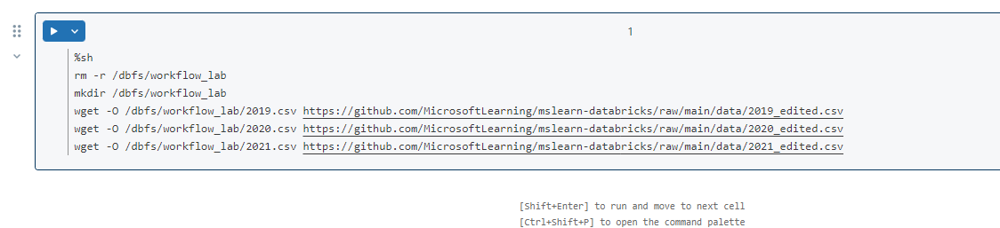 1
%sh
rm -r /dbfs/workflow_lab
mkdir /dbfs/workflow_lab
wget -O /dbfs/workflow_lab/2019.csv https://github.com/MicrosoftLearning/mslearn-databricks/raw/main/data/2019_edited.csv
wget -O /dbfs/workflow_lab/2020.csv https://github.com/MicrosoftLearning/mslearn-databricks/raw/main/data/2020_edited.csv
wget -O /dbfs/workflow_lab/2021.csv https://github.com/MicrosoftLearning/mslearn-databricks/raw/main/data/2021_edited.csv
[Shift+Enter] to run and move to next cell
[Ctrl+Shift+P] to open the command palette